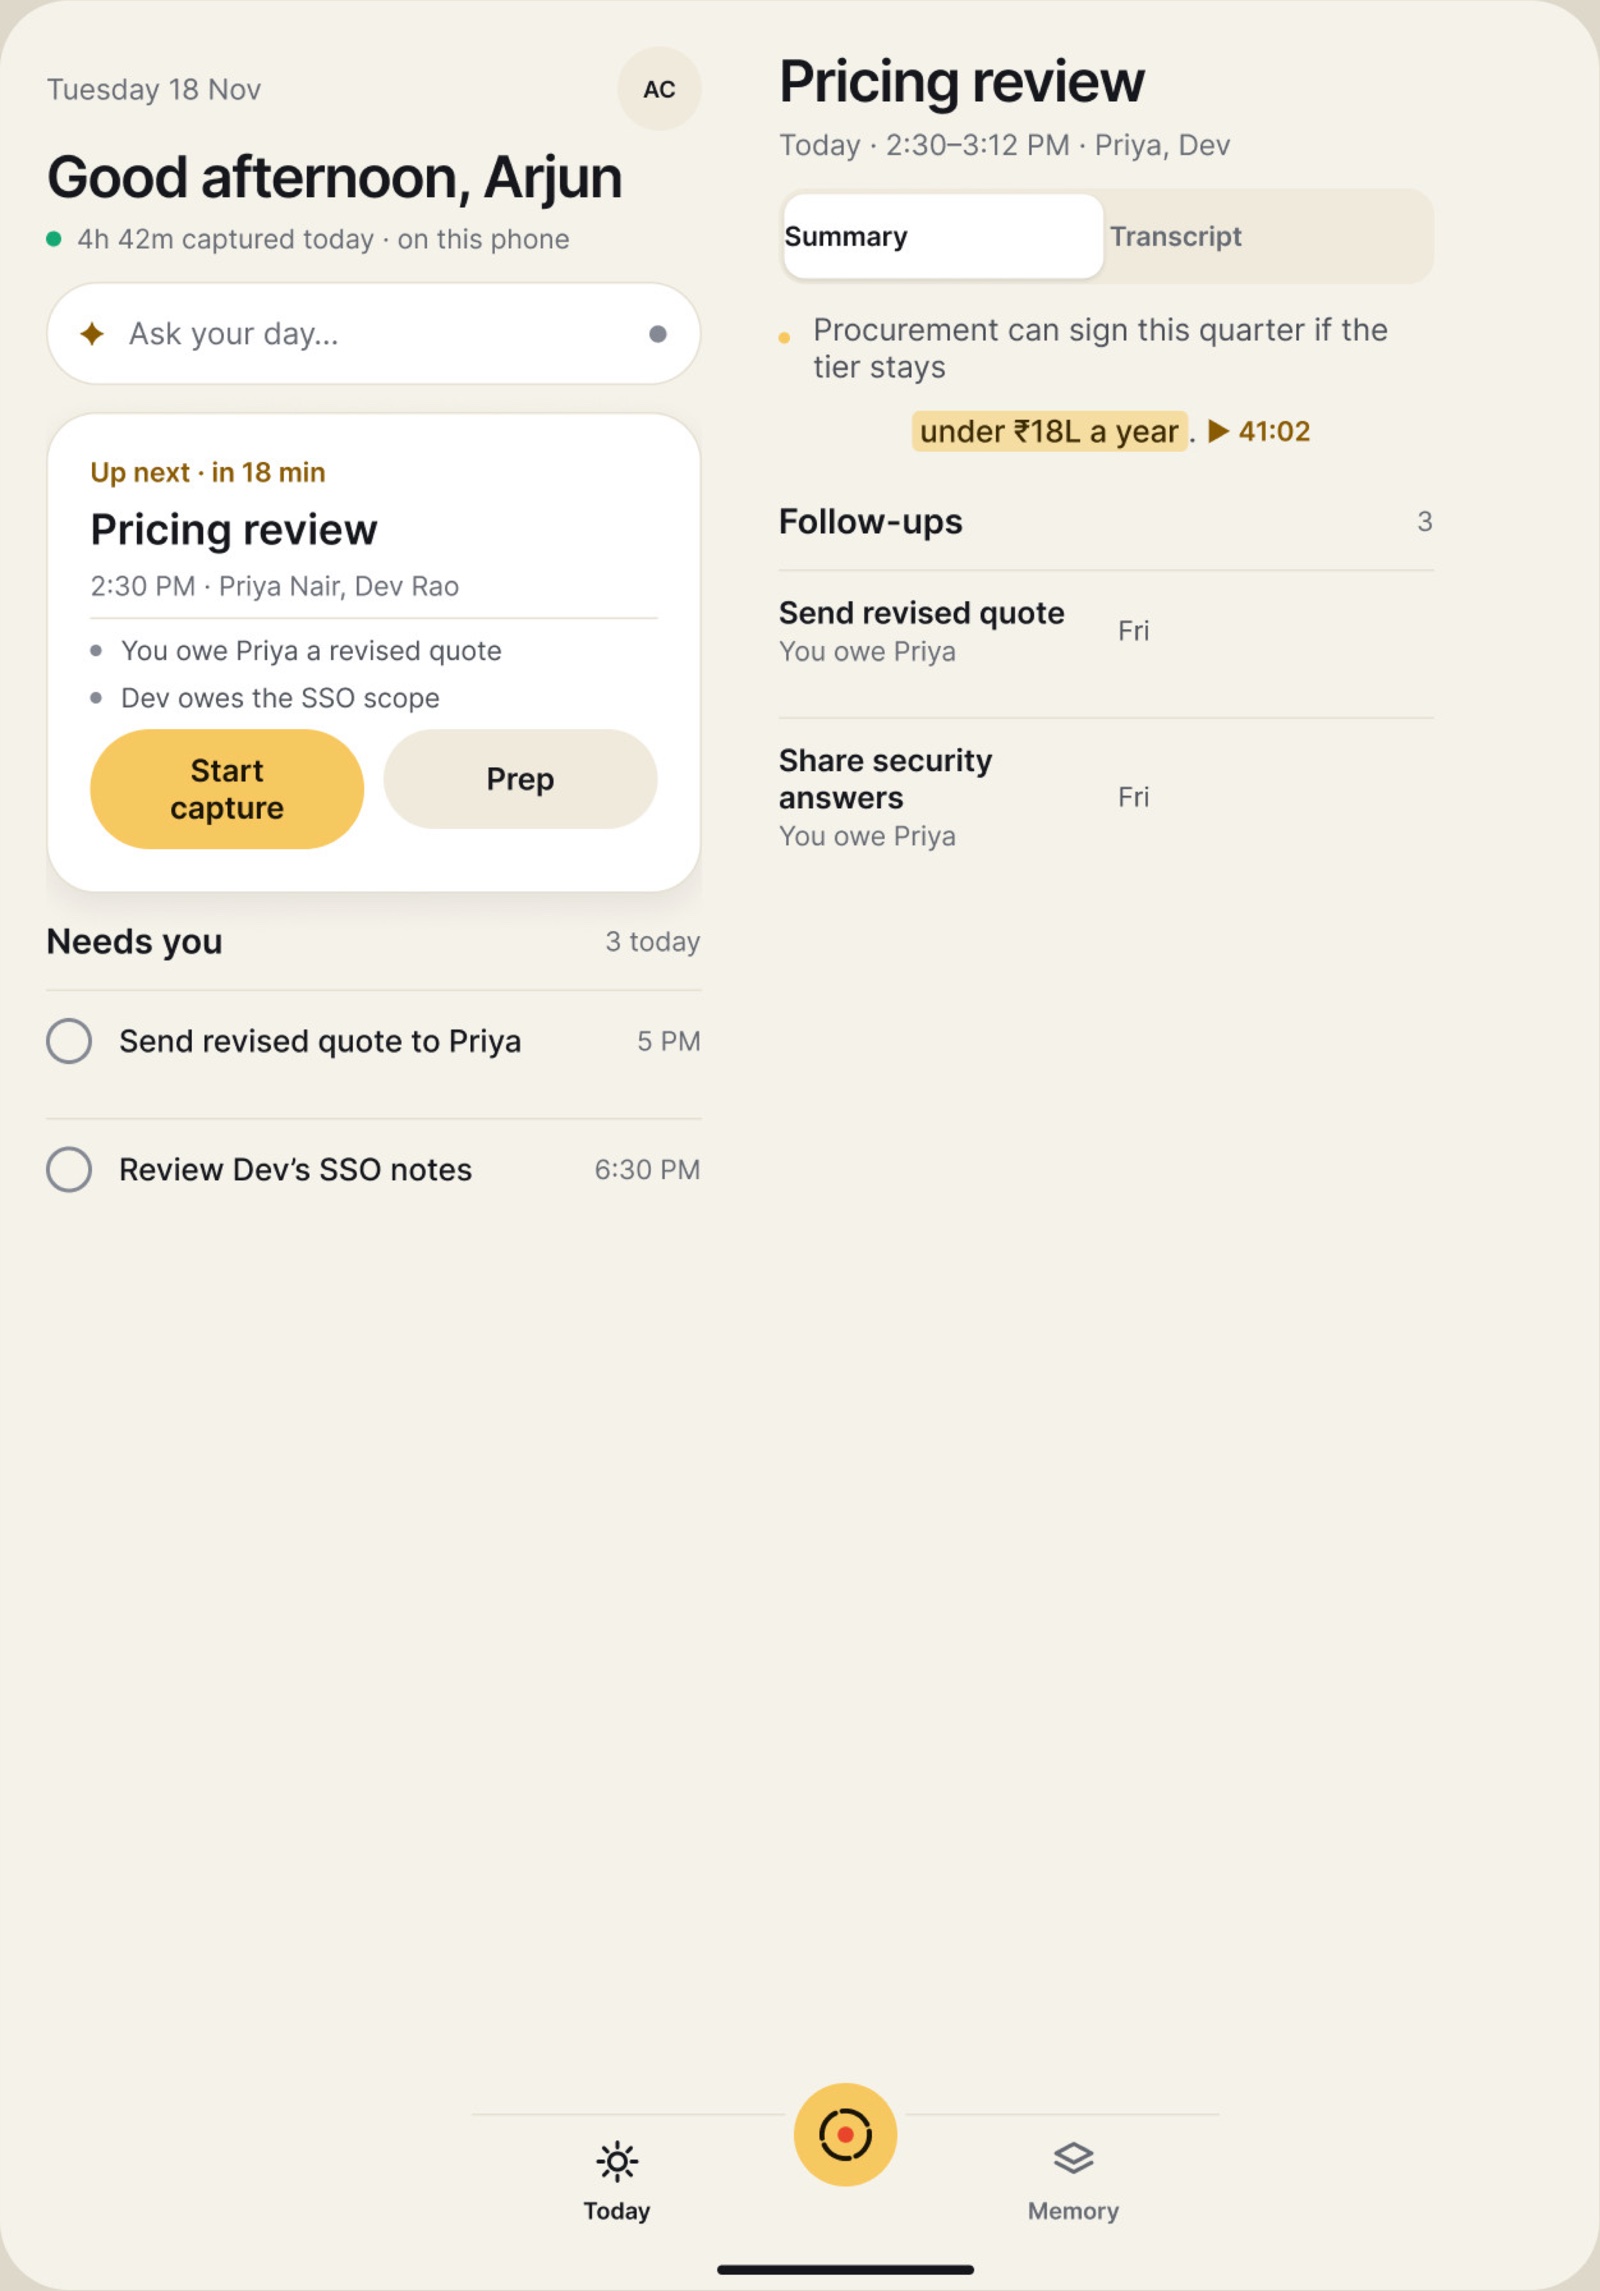 Tuesday 18 Nov
AC
Good afternoon, Arjun
4h 42m captured today · on this phone
Ask your day...
Up next · in 18 min
Pricing review
2:30 PM · Priya Nair, Dev Rao
You owe Priya a revised quote
Dev owes the SSO scope
Start
capture
Prep
Needs you
3 today
Send revised quote to Priya
5 PM
Review Dev’s SSO notes
6:30 PM
Pricing review
Today · 2:30–3:12 PM · Priya, Dev
Summary
Transcript
Procurement can sign this quarter if the
tier stays
under ₹18L a year. ▶ 41:02
Follow-ups
3
Send revised quote
You owe Priya
Fri
Share security
answers
You owe Priya
Fri
Today
Memory